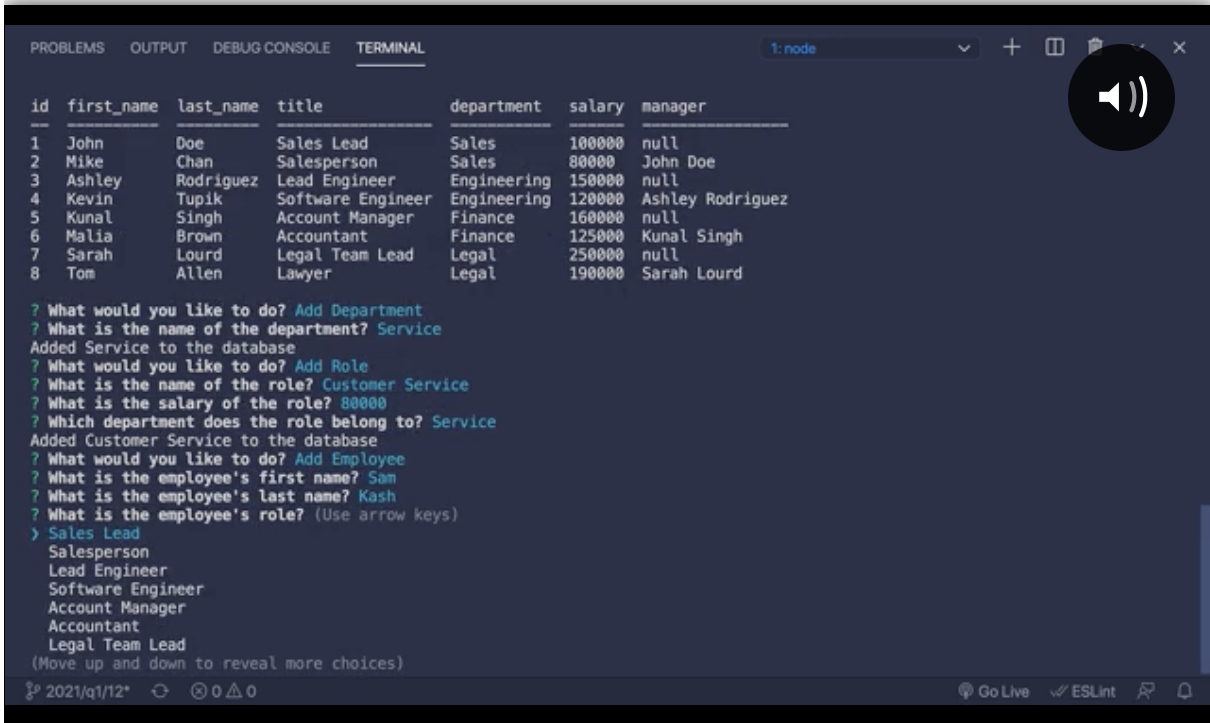 PROBLEMS OUTPUT DEBUG CONSOLE TERMINAL 1: node
id first_name last_name title department salary manager
1 John Doe Sales Lead Sales 100000 null
2 Mike Chan Salesperson Sales 80000 John Doe
3 Ashley Rodriguez Lead Engineer Engineering 150000 null
4 Kevin Tupik Software Engineer Engineering 120000 Ashley Rodriguez
5 Kunal Singh Account Manager Finance 160000 null
6 Malia Brown Accountant Finance 125000 Kunal Singh
7 Sarah Lourd Legal Team Lead Legal 250000 null
8 Tom Allen Lawyer Legal 190000 Sarah Lourd
? What would you like to do? Add Department
? What is the name of the department? Service
Added Service to the database
? What would you like to do? Add Role
? What is the name of the role? Customer Service
? What is the salary of the role? 80000
? Which department does the role belong to? Service
Added Customer Service to the database
? What would you like to do? Add Employee
? What is the employee's first name? Sam
? What is the employee's last name? Kash
? What is the employee's role? (Use arrow keys)
❯ Sales Lead
Salesperson
Lead Engineer
Software Engineer
Account Manager
Accountant
Legal Team Lead
(Move up and down to reveal more choices)
2021/q1/12* 0 0 Go Live ESLint